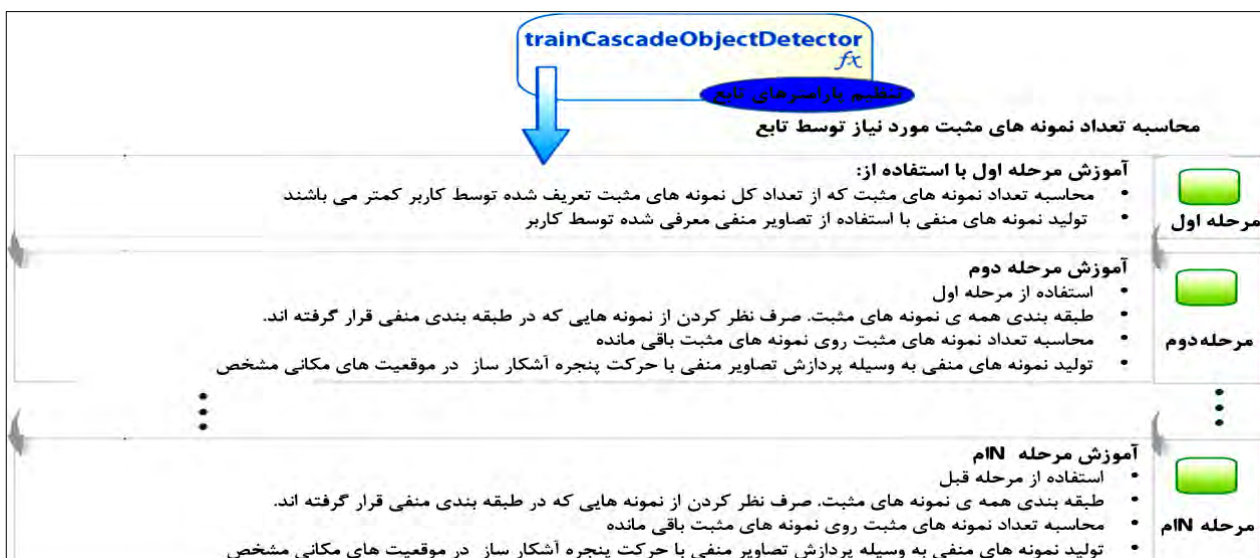 trainCascadeObjectDetector
fx
تنظیم پارامترهای تابع
محاسبه تعداد نمونه های مثبت مورد نیاز توسط تابع
آموزش مرحله اول با استفاده از:
• محاسبه تعداد نمونه های مثبت که از تعداد کل نمونه های مثبت تعریف شده توسط کاربر کمتر می باشند
• تولید نمونه های منفی با استفاده از تصاویر منفی معرفی شده توسط کاربر
مرحله اول
آموزش مرحله دوم
• استفاده از مرحله اول
• طبقه بندی همه ی نمونه های مثبت. صرف نظر کردن از نمونه هایی که در طبقه بندی منفی قرار گرفته اند.
• محاسبه تعداد نمونه های مثبت روی نمونه های مثبت باقی مانده
• تولید نمونه های منفی به وسیله پردازش تصاویر منفی با حرکت پنجره آشکار ساز در موقعیت های مکانی مشخص
مرحله دوم
آموزش مرحله Nام
• استفاده از مرحله قبل
• طبقه بندی همه ی نمونه های مثبت. صرف نظر کردن از نمونه هایی که در طبقه بندی منفی قرار گرفته اند.
• محاسبه تعداد نمونه های مثبت روی نمونه های مثبت باقی مانده
• تولید نمونه های منفی به وسیله پردازش تصاویر منفی با حرکت پنجره آشکار ساز در موقعیت های مکانی مشخص
مرحله Nام